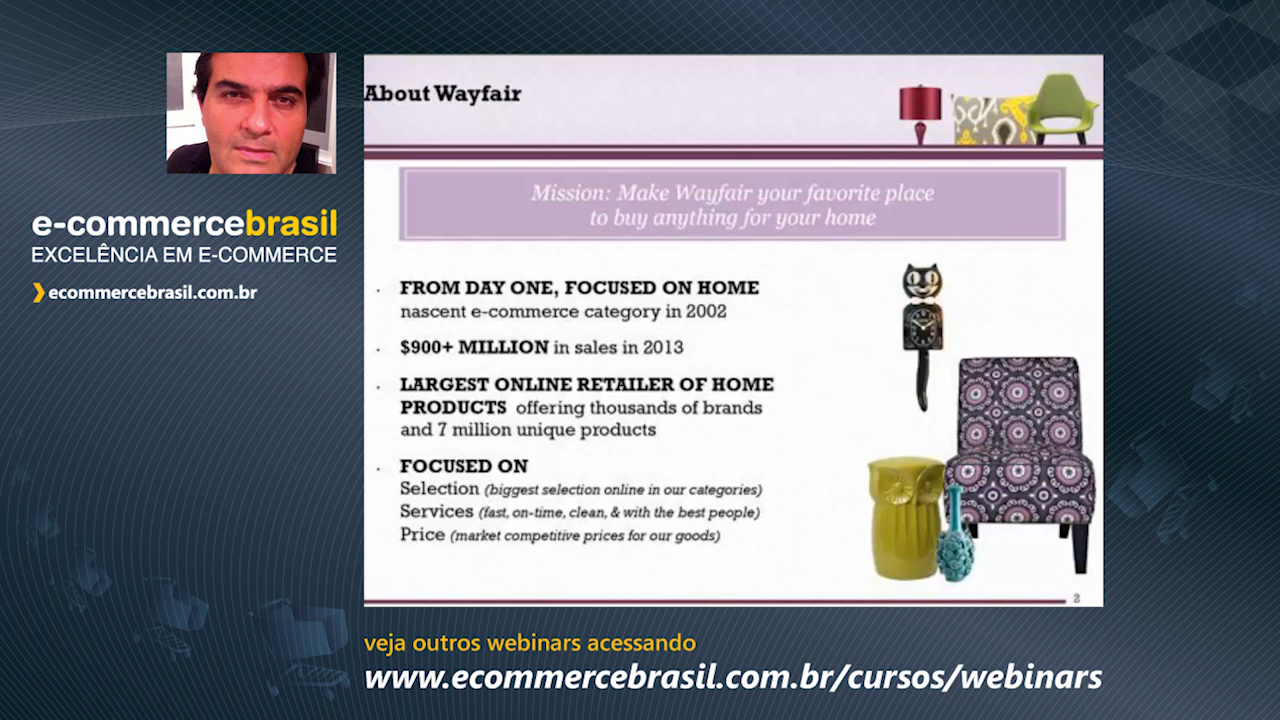 About Wayfair
Mission: Make Wayfair your favorite place
to buy anything for your home
e-commercebrasil
EXCELÊNCIA EM E-COMMERCE
ecommercebrasil.com.br
FROM DAY ONE, FOCUSED ON HOME
nascent e-commerce category in 2002
$900+ MILLION in sales in 2013
LARGEST ONLINE RETAILER OF HOME
PRODUCTS offering thousands of brands
and 7 million unique products
FOCUSED ON
Selection (biggest selection online in our categories)
Services (fast, on-time, clean, & with the best people)
Price (market competitive prices for our goods)
2
veja outros webinars acessando
www.ecommercebrasil.com.br/cursos/webinars